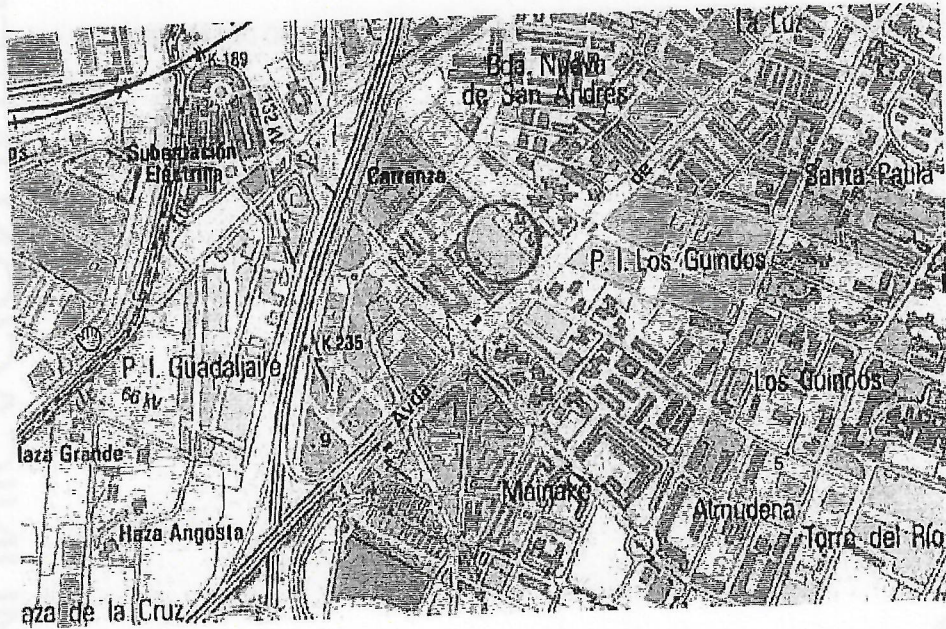 La Luz
K.189
Bda. Nueva
de San Andrés
132 kV
Subestación
Eléctrica
Carranza
Santa Paula
de
P. I. Los Guindos
K.235
P. I. Guadaljaire
66 kV
Los Guindos
Avda
9
laza Grande
5
Mainake
Almudena
Haza Angosta
Torre del Río
aza de la Cruz